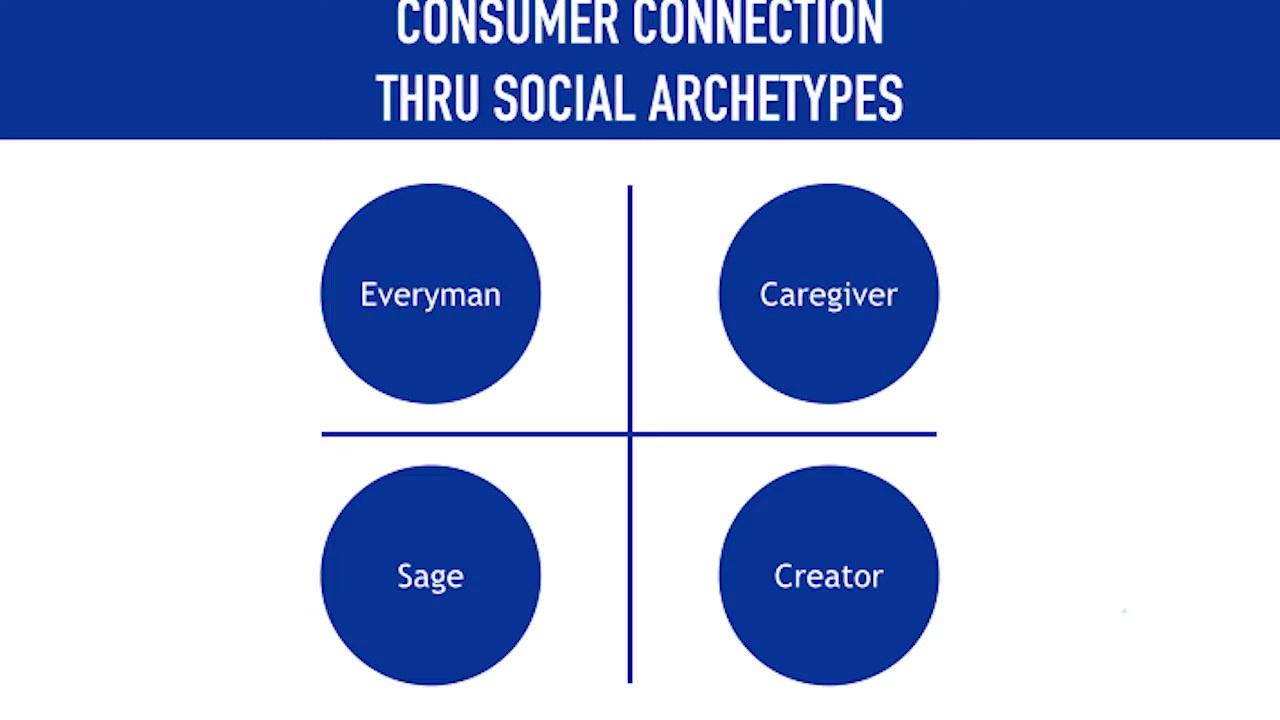 CONSUMER CONNECTION
THRU SOCIAL ARCHETYPES
Everyman
Caregiver
Sage
Creator